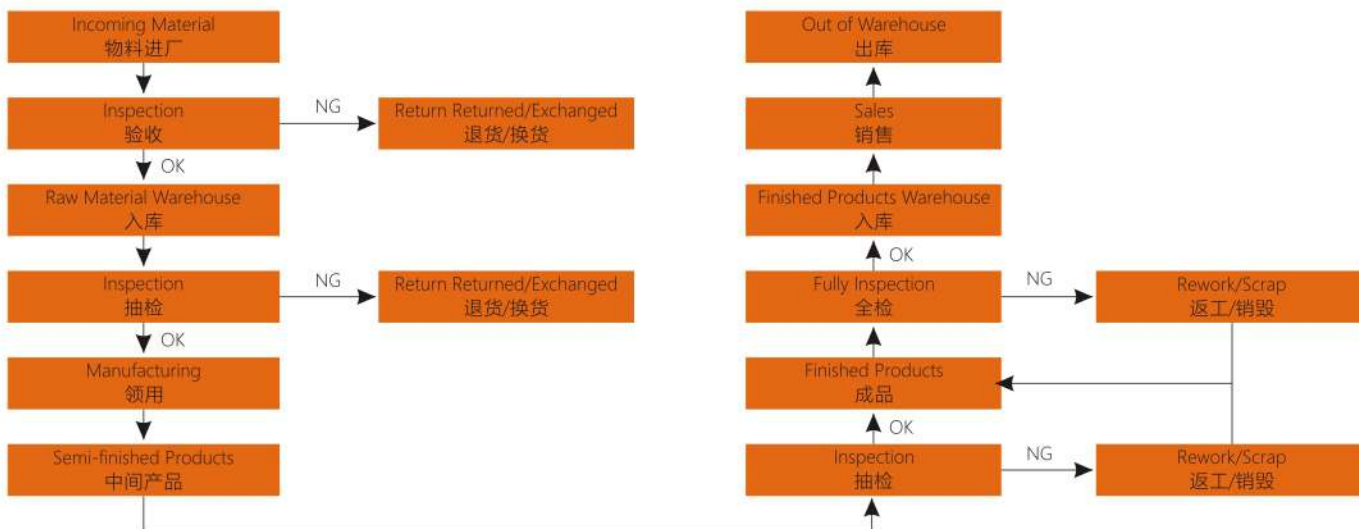 Incoming Material
物料进厂
Inspection
验收
NG
Return Returned/Exchanged
退货/换货
OK
Raw Material Warehouse
入库
Inspection
抽检
NG
Return Returned/Exchanged
退货/换货
OK
Manufacturing
领用
Semi-finished Products
中间产品
Out of Warehouse
出库
Sales
销售
Finished Products Warehouse
入库
OK
Fully Inspection
全检
NG
Rework/Scrap
返工/销毁
Finished Products
成品
OK
Inspection
抽检
NG
Rework/Scrap
返工/销毁